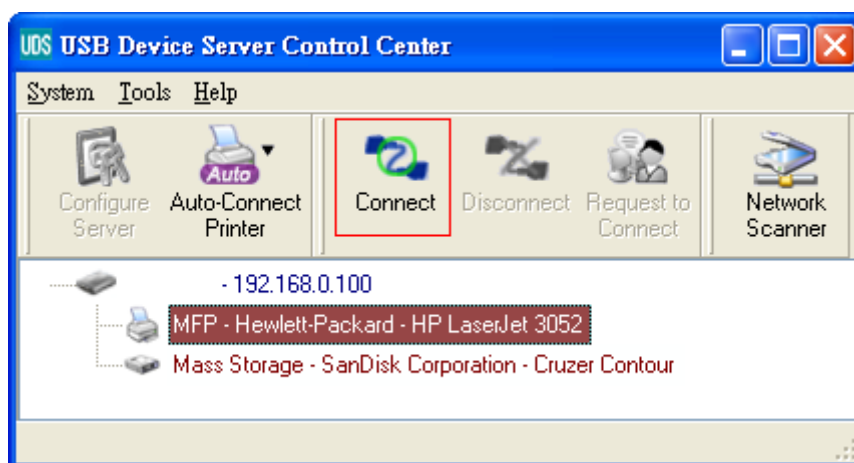 UDS USB Device Server Control Center
System Tools Help
Auto
Configure Server
Auto-Connect Printer
Connect
Disconnect
Request to Connect
Network Scanner
- 192.168.0.100
MFP - Hewlett-Packard - HP LaserJet 3052
Mass Storage - SanDisk Corporation - Cruzer Contour